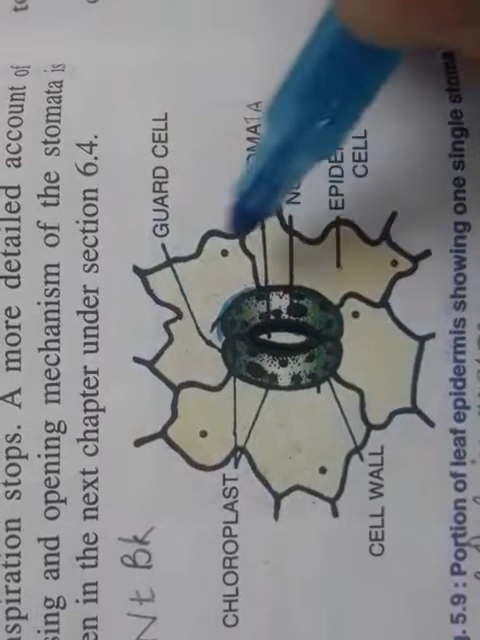 nspiration stops. A more detailed account of
sing and opening mechanism of the stomata is
en in the next chapter under section 6.4.
Nt Bk
GUARD CELL
CELL
CHLOROPLAST
CELL WALL
. 5.9 : Portion of leaf epidermis showing one single stoma